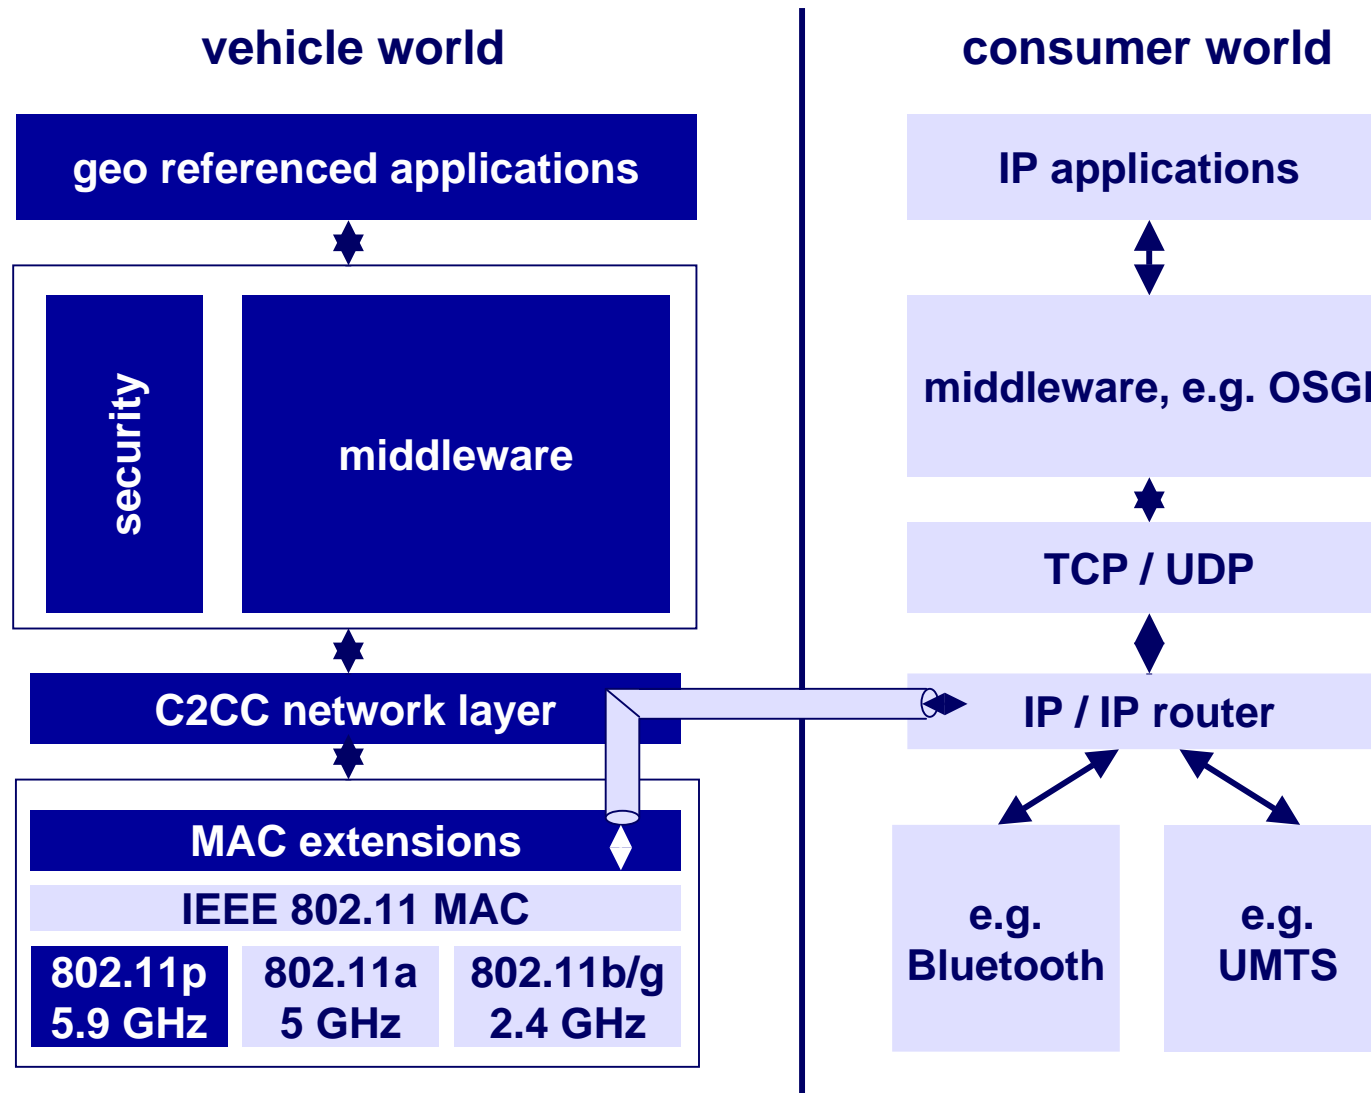 vehicle world
geo referenced applications
security
middleware
C2CC network layer
MAC extensions
IEEE 802.11 MAC
802.11p
5.9 GHz
802.11a
5 GHz
802.11b/g
2.4 GHz
consumer world
IP applications
middleware, e.g. OSGI
TCP / UDP
IP / IP router
e.g.
Bluetooth
e.g.
UMTS